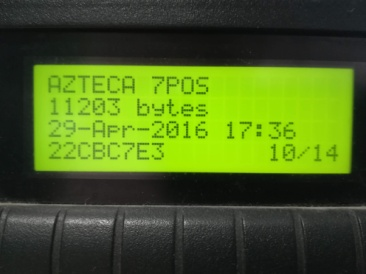 AZTECA 7POS
11203 bytes
29-Apr-2016 17:36
22CBC7E3 10/14